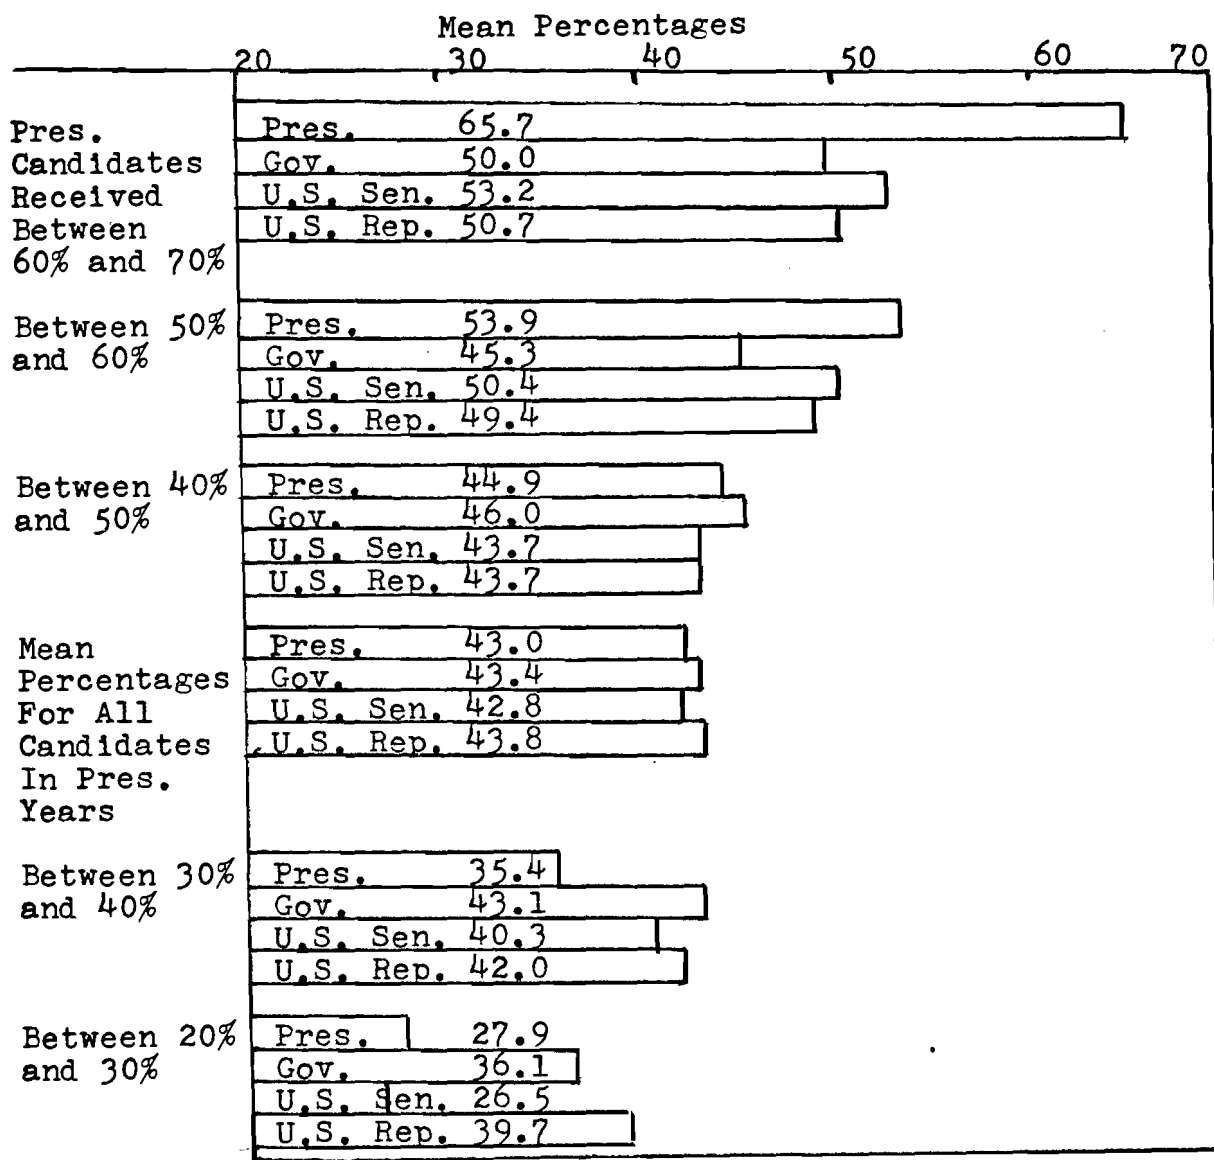 Mean Percentages
20 30 40 50 60 70
Pres. Pres. 65.7
Candidates Gov. 50.0
Received U.S. Sen. 53.2
Between U.S. Rep. 50.7
60% and 70%
Between 50% Pres. 53.9
and 60% Gov. 45.3
U.S. Sen. 50.4
U.S. Rep. 49.4
Between 40% Pres. 44.9
and 50% Gov. 46.0
U.S. Sen. 43.7
U.S. Rep. 43.7
Mean Pres. 43.0
Percentages Gov. 43.4
For All U.S. Sen. 42.8
Candidates U.S. Rep. 43.8
In Pres.
Years
Between 30% Pres. 35.4
and 40% Gov. 43.1
U.S. Sen. 40.3
U.S. Rep. 42.0
Between 20% Pres. 27.9
and 30% Gov. 36.1
U.S. Sen. 26.5
U.S. Rep. 39.7